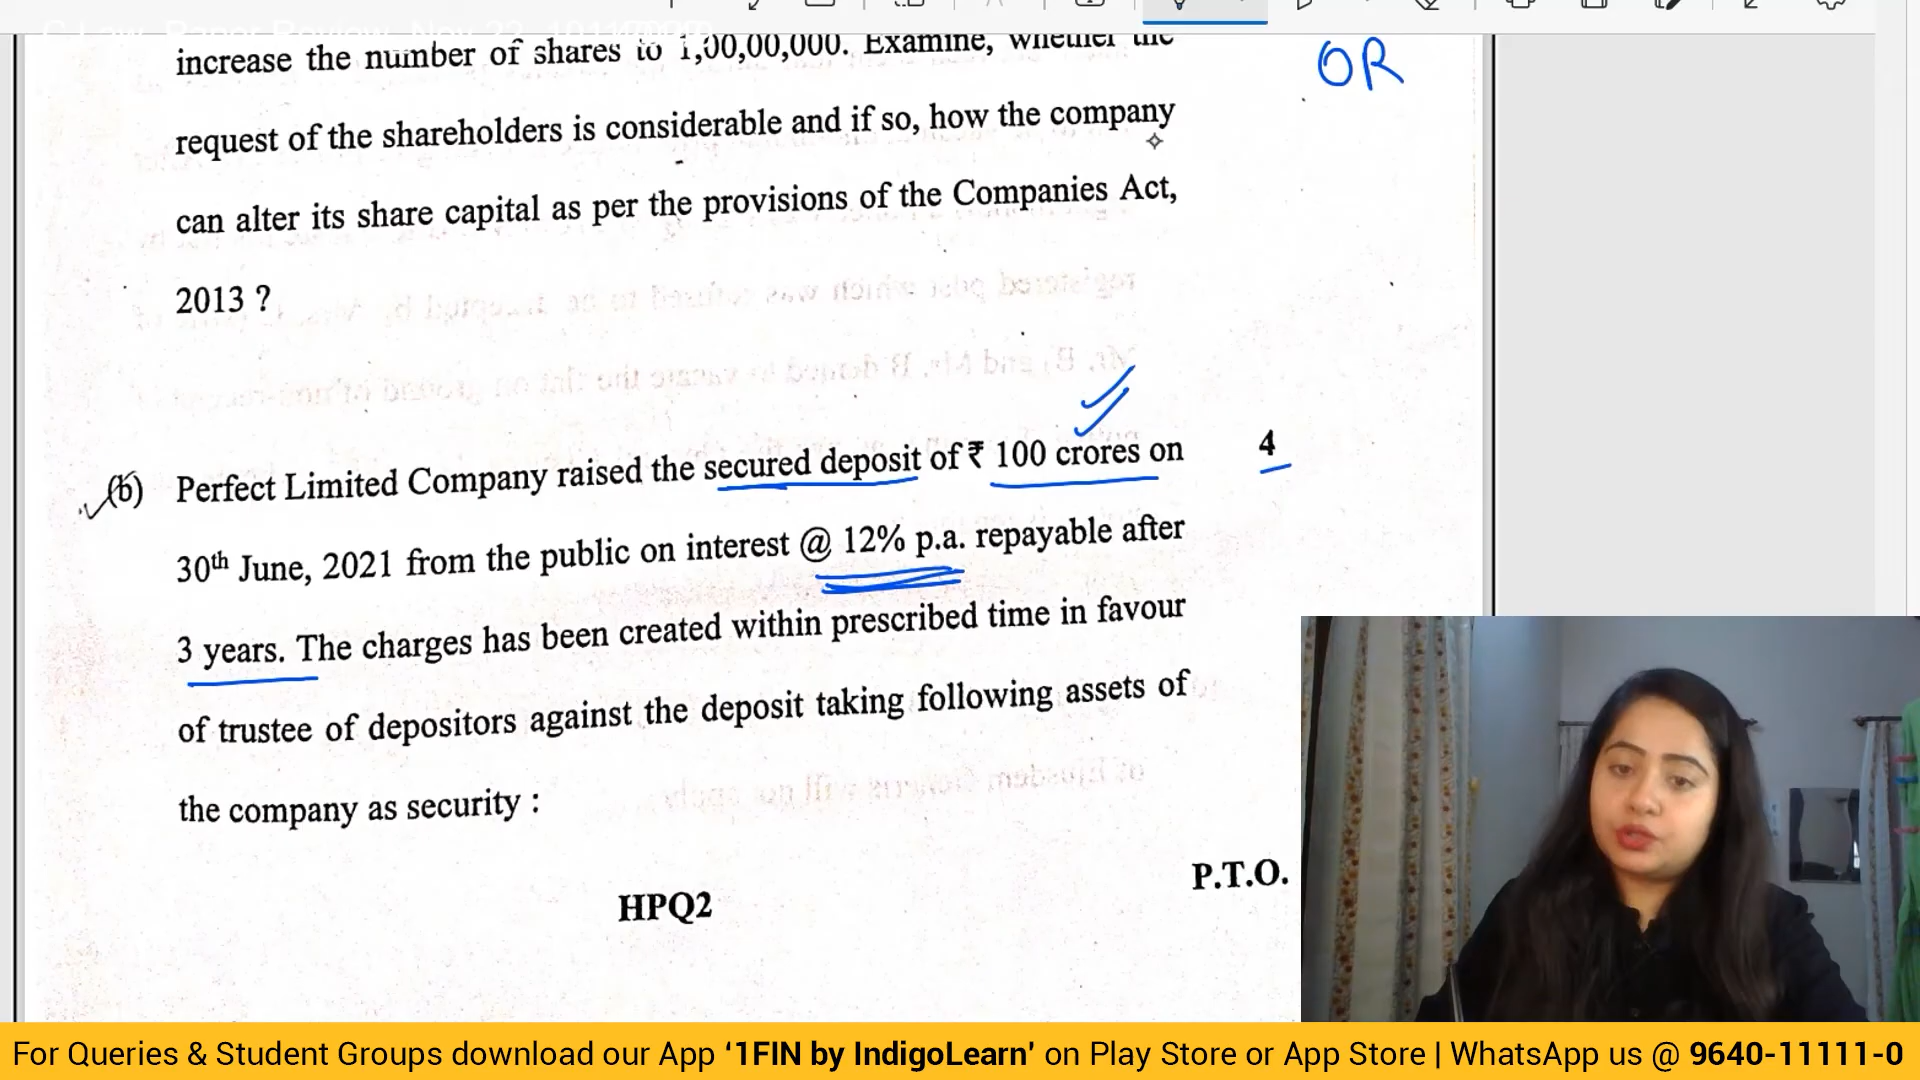 C Law Paper Review Nov 22
increase the number of shares to 1,00,00,000. Examine, whether the
OR
request of the shareholders is considerable and if so, how the company
can alter its share capital as per the provisions of the Companies Act,
2013 ?
(b) Perfect Limited Company raised the secured deposit of ₹ 100 crores on 4
30th June, 2021 from the public on interest @ 12% p.a. repayable after
3 years. The charges has been created within prescribed time in favour
of trustee of depositors against the deposit taking following assets of
the company as security :
P.T.O.
HPQ2
For Queries & Student Groups download our App ‘1FIN by IndigoLearn’ on Play Store or App Store | WhatsApp us @ 9640-11111-0